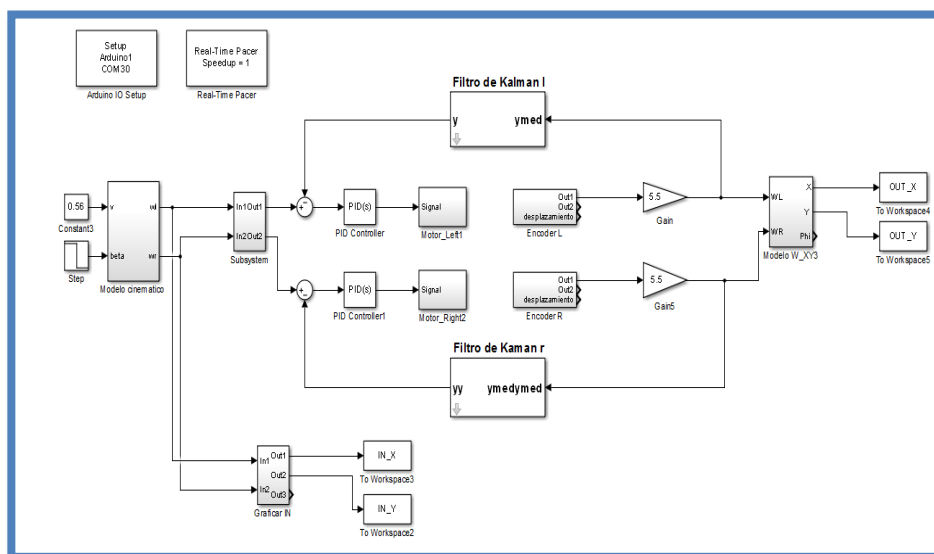 Setup
Arduino1
COM30
Arduino IO Setup
Real-Time Pacer
Speedup = 1
Real-Time Pacer
Filtro de Kalman l
y
ymed
0.56
Constant3
Step
v
wd
beta
wi
Modelo cinematico
In1 Out1
In2 Out2
Subsystem
+
-
PID(s)
PID Controller
Signal
Motor_Left1
Out1
Out2
desplazamiento
Encoder L
5.5
Gain
WL
X
Y
WR
Phi
Modelo W_XY3
OUT_X
To Workspace4
OUT_Y
To Workspace5
+
-
PID(s)
PID Controller1
Signal
Motor_Right2
Out1
Out2
desplazamiento
Encoder R
5.5
Gain5
Filtro de Kaman r
yy
ymedymed
In1
Out1
Out2
In2
Out3
Graficar IN
IN_X
To Workspace3
IN_Y
To Workspace2